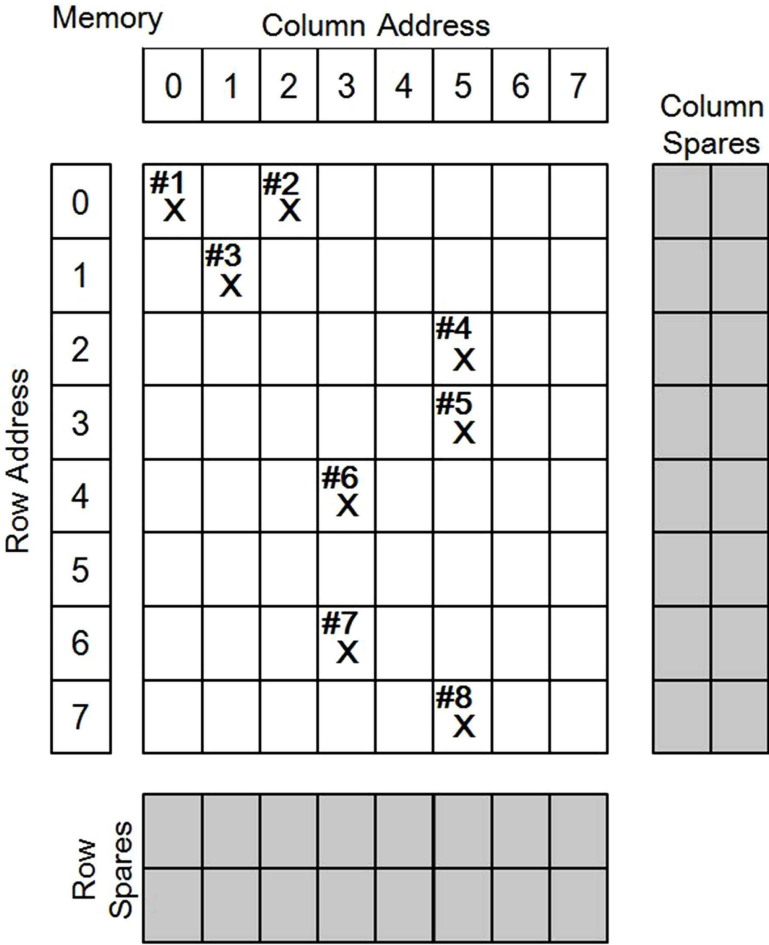 Memory
Column Address
0 1 2 3 4 5 6 7
Column
Spares
Row Address
0
#1 X #2 X
1
#3 X
2
#4 X
3
#5 X
4
#6 X
5
6
#7 X
7
#8 X
Row
Spares